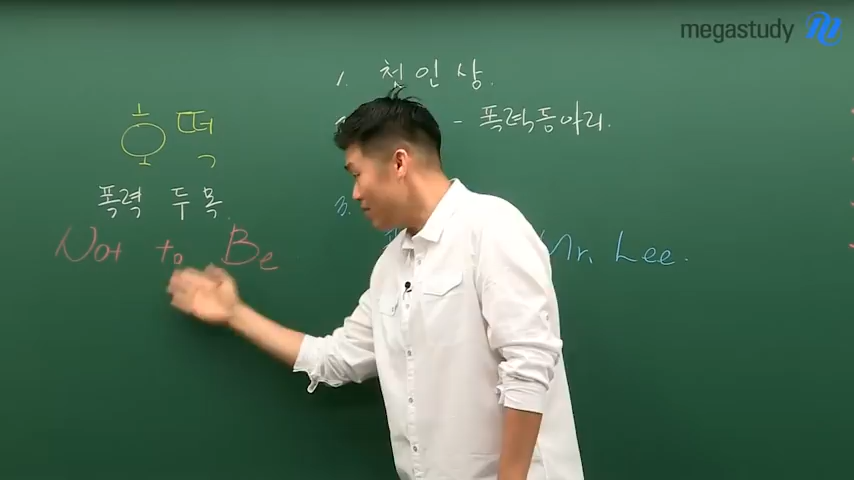 megastudy
호떡
폭력 두목.
Not to Be
1. 첫인상.
- 폭력동아리.
3.
Mr. Lee.